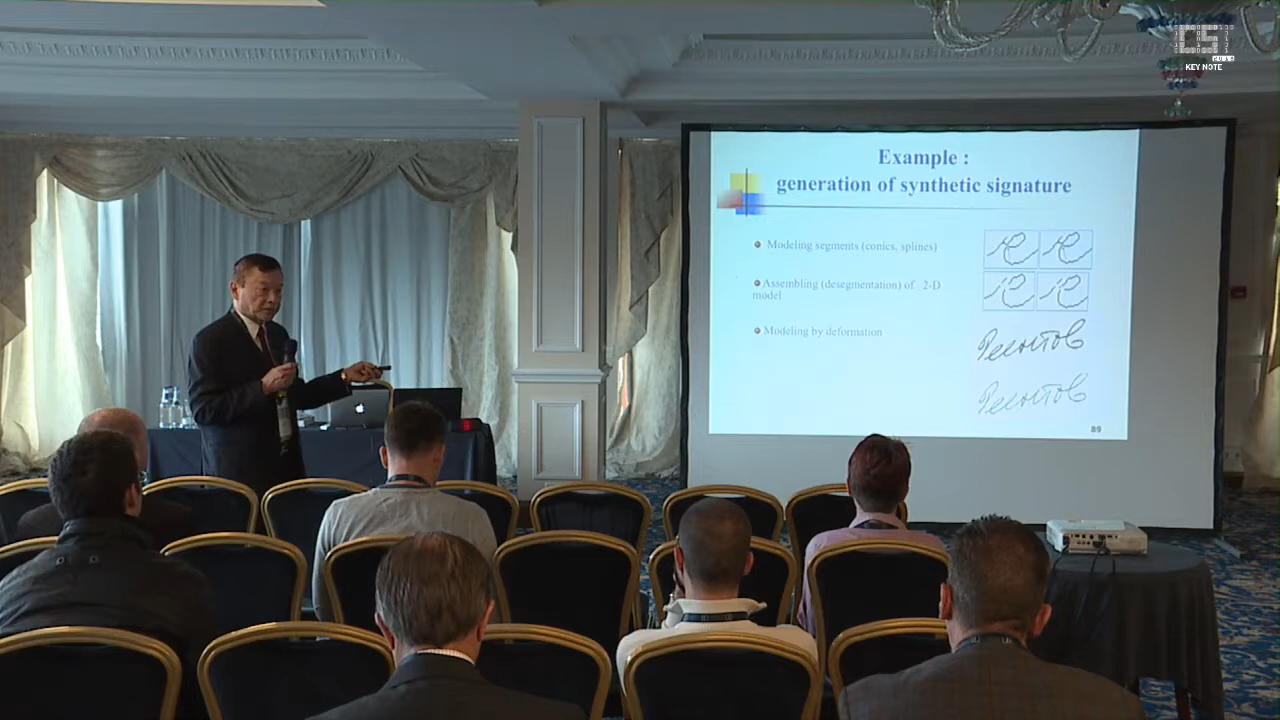 KEY NOTE
Example :
generation of synthetic signature
Modeling segments (conics, splines)
Assembling (desegmentation) of 2-D
model
Modeling by deformation
89